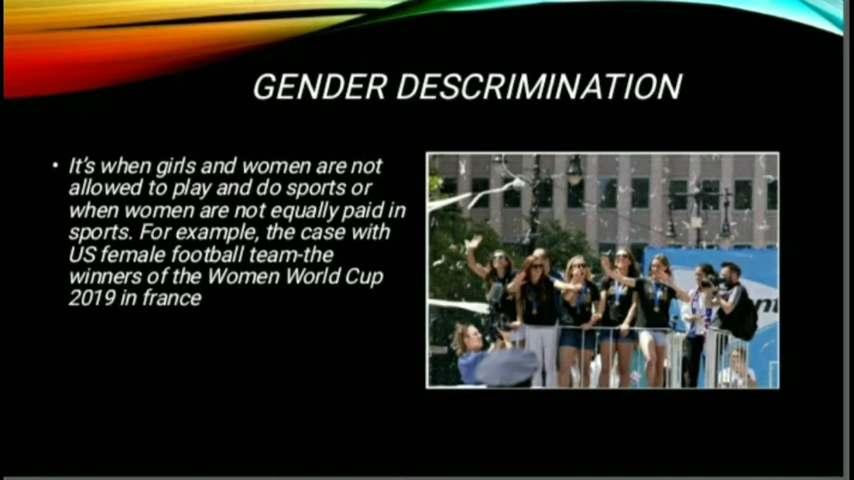 GENDER DESCRIMINATION
• It's when girls and women are not
allowed to play and do sports or
when women are not equally paid in
sports. For example, the case with
US female football team-the
winners of the Women World Cup
2019 in france